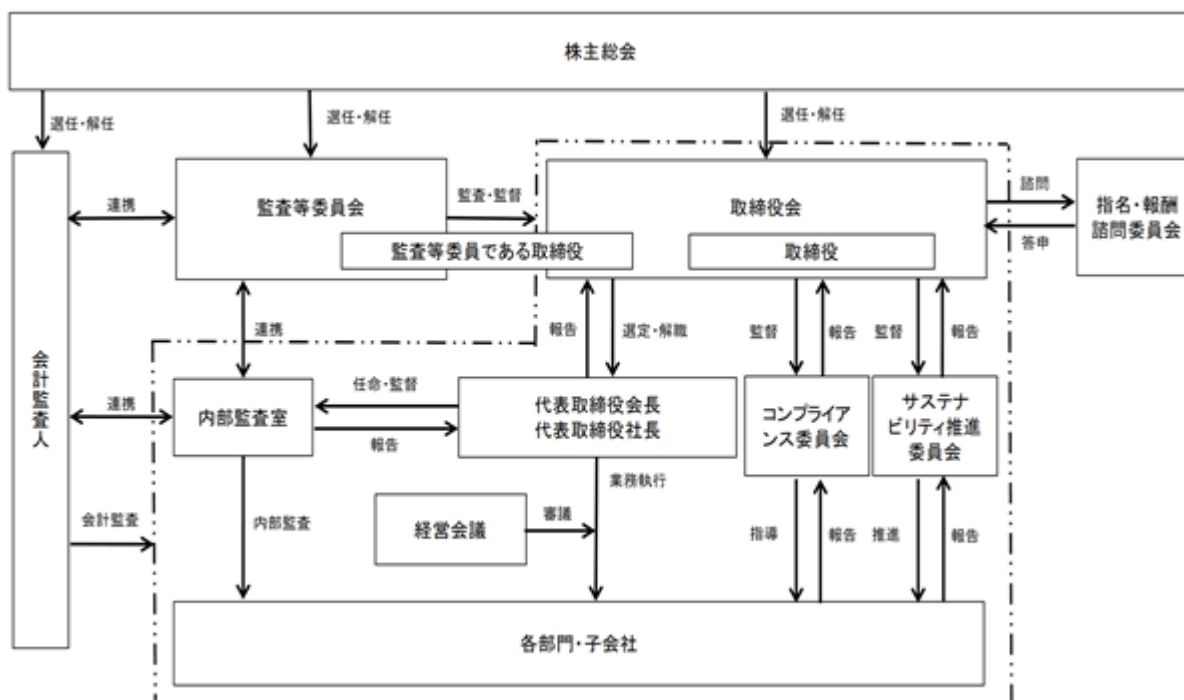 株主総会
選任・解任
選任・解任
選任・解任
監査等委員会
監査・監督
取締役会
諮問
指名・報酬
諮問委員会
答申
連携
監査等委員である取締役
取締役
会計監査人
連携
報告
選定・解職
監督
報告
監督
報告
連携
内部監査室
任命・監督
報告
代表取締役会長
代表取締役社長
コンプライア
ンス委員会
サステナ
ビリティ推進
委員会
業務執行
会計監査
内部監査
経営会議
審議
指導
報告
推進
報告
各部門・子会社